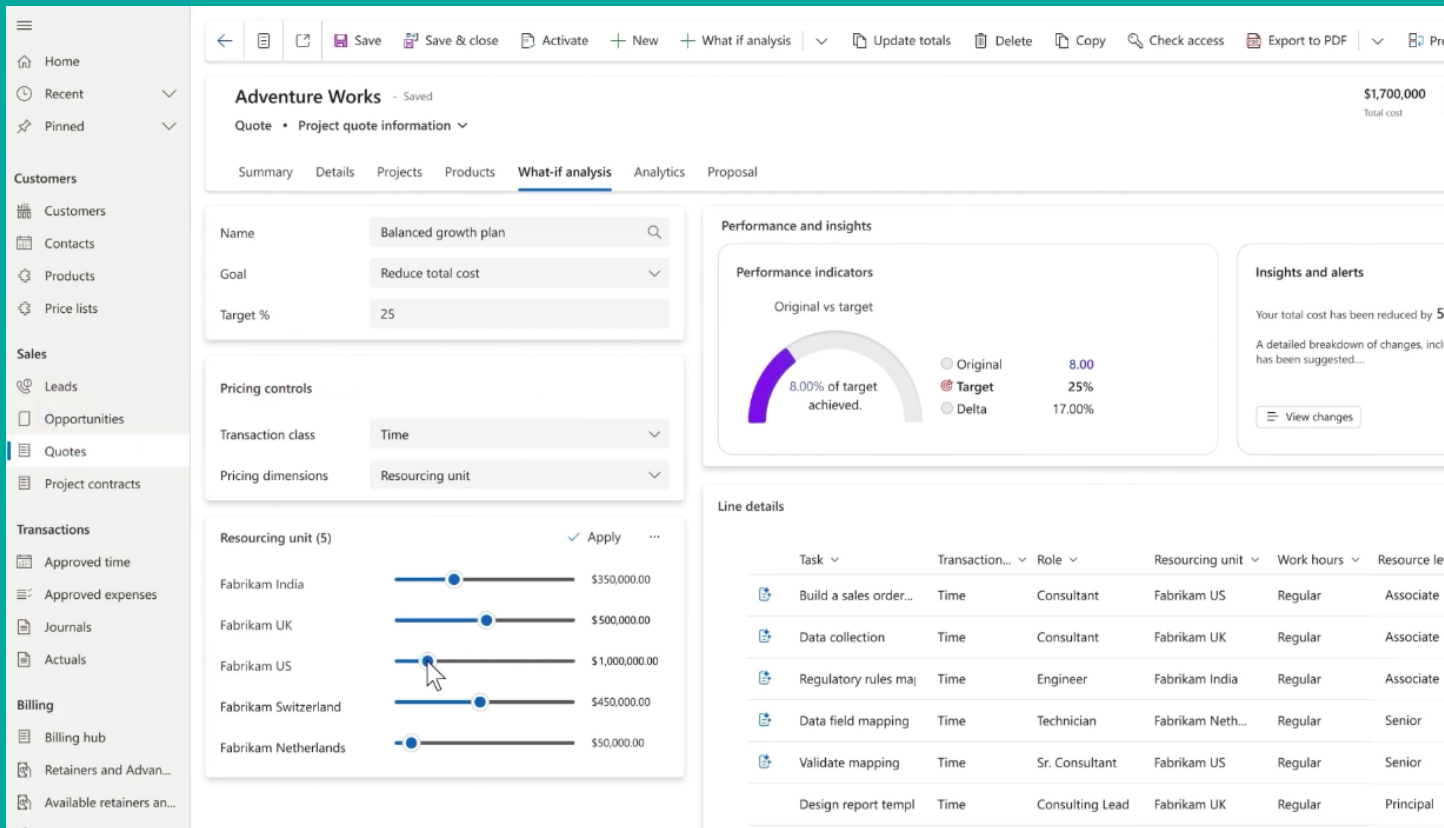 Home
Recent
Pinned
Customers
Customers
Contacts
Products
Price lists
Sales
Leads
Opportunities
Quotes
Project contracts
Transactions
Approved time
Approved expenses
Journals
Actuals
Billing
Billing hub
Retainers and Advan...
Available retainers an...
Save Save & close Activate New What if analysis Update totals Delete Copy Check access Export to PDF
Adventure Works - Saved
$1,700,000
Total cost
Quote • Project quote information
Summary Details Projects Products What-if analysis Analytics Proposal
Name Balanced growth plan
Goal Reduce total cost
Target % 25
Pricing controls
Transaction class Time
Pricing dimensions Resourcing unit
Resourcing unit (5) Apply ...
Fabrikam India $350,000.00
Fabrikam UK $500,000.00
Fabrikam US $1,000,000.00
Fabrikam Switzerland $450,000.00
Fabrikam Netherlands $50,000.00
Performance and insights
Performance indicators
Original vs target
8.00% of target
achieved.
Original 8.00
Target 25%
Delta 17.00%
Insights and alerts
Your total cost has been reduced by 5
A detailed breakdown of changes, incl
has been suggested....
View changes
Line details
Task Transaction... Role Resourcing unit Work hours Resource le
Build a sales order... Time Consultant Fabrikam US Regular Associate
Data collection Time Consultant Fabrikam UK Regular Associate
Regulatory rules ma Time Engineer Fabrikam India Regular Associate
Data field mapping Time Technician Fabrikam Neth... Regular Senior
Validate mapping Time Sr. Consultant Fabrikam US Regular Senior
Design report templ Time Consulting Lead Fabrikam UK Regular Principal